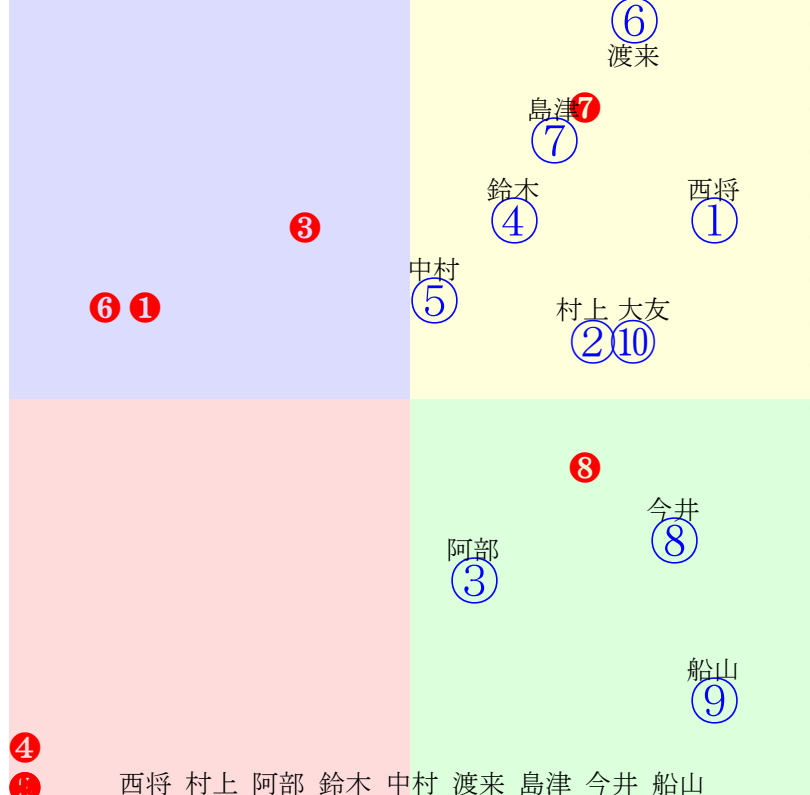 ⑥
渡来
島津 ❼
⑦
鈴木 西将
④ ①
❸
中村
⑤
❻ ❶
村上 大友
② ⑩
❽
今井
⑧
阿部
③
船山
⑨
❹
西将 村上 阿部 鈴木 中村 渡来 島津 今井 船山